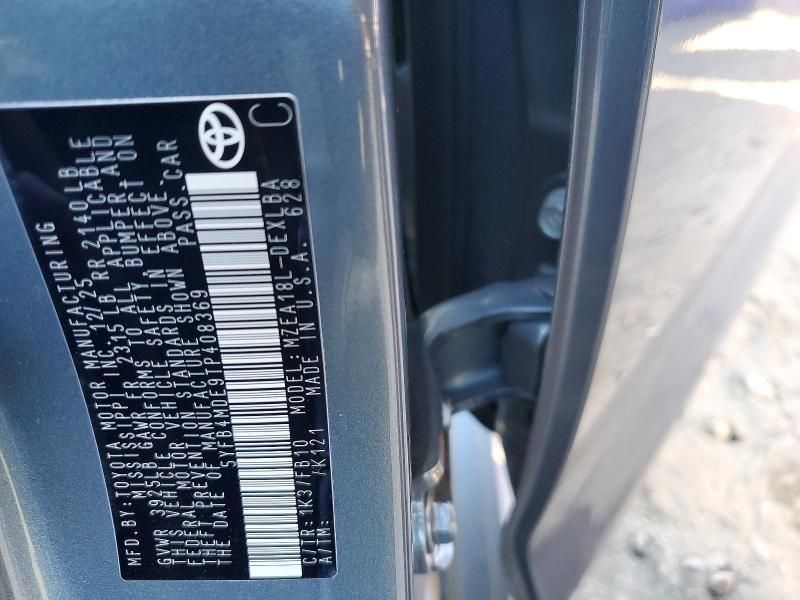 MFD. BY: TOYOTA MOTOR MANUFACTURING
MISSISSIPPI, INC. 12/25
GVWR 3925LB GAWR FR 2315 LB RR 2140 LB
THIS VEHICLE CONFORMS TO ALL APPLICABLE
FEDERAL MOTOR VEHICLE SAFETY, BUMPER, AND
THEFT PREVENTION STANDARDS IN EFFECT ON
THE DATE OF MANUFACTURE SHOWN ABOVE.
5YFB4MDE9TP408369 PASS. CAR
C/TR: 1K3/FB10 MODEL: MZEA18L-DEXLBA
A/TM: /K121 MADE IN U.S.A. 628
C